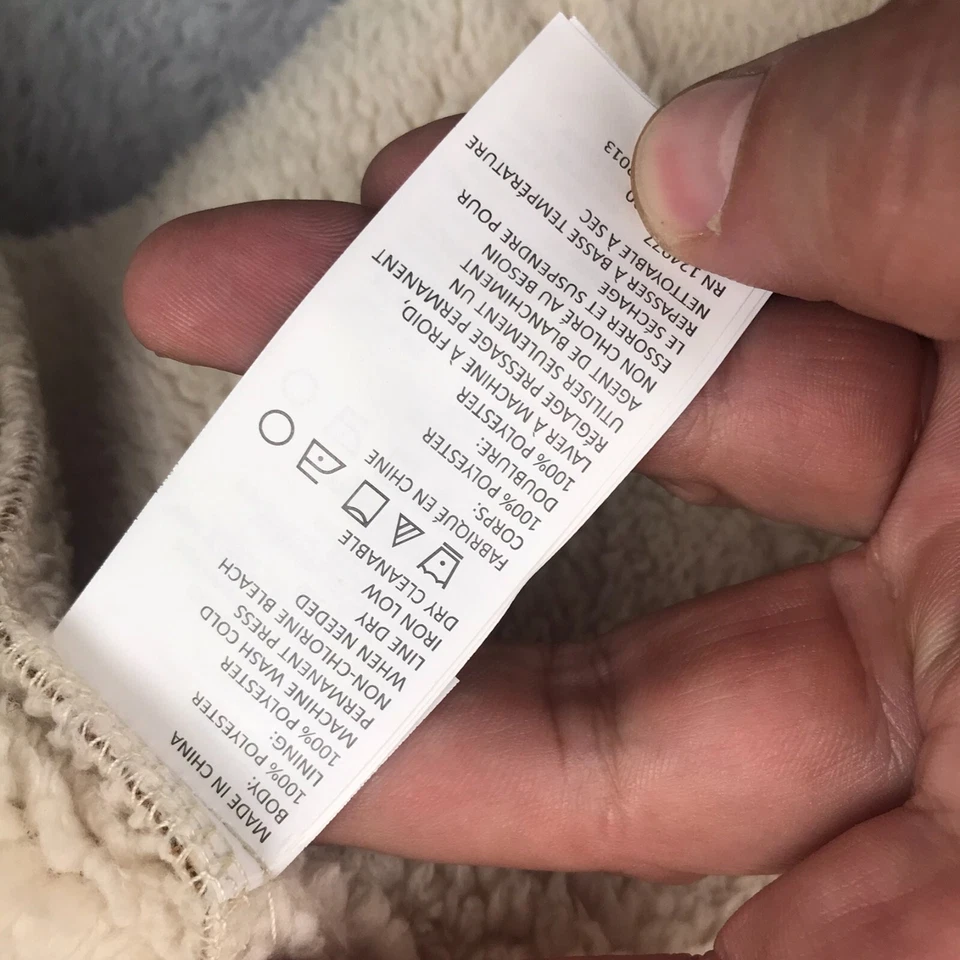 MADE IN CHINA
BODY:
100% POLYESTER
LINING:
100% POLYESTER
MACHINE WASH COLD
PERMANENT PRESS
NON-CHLORINE BLEACH
WHEN NEEDED
LINE DRY
IRON LOW
DRY CLEANABLE
FABRIQUÉ EN CHINE
CORPS:
100% POLYESTER
DOUBLURE:
100% POLYESTER
LAVER À MACHINE À FROID,
RÉGLAGE PRESSAGE PERMANENT
UTILISER SEULEMENT UN
AGENT DE BLANCHIMENT
NON CHLORÉ AU BESOIN
ESSORER ET SUSPENDRE POUR
LE SÉCHAGE
REPASSER À BASSE TEMPÉRATURE
NETTOYABLE À SEC
RN